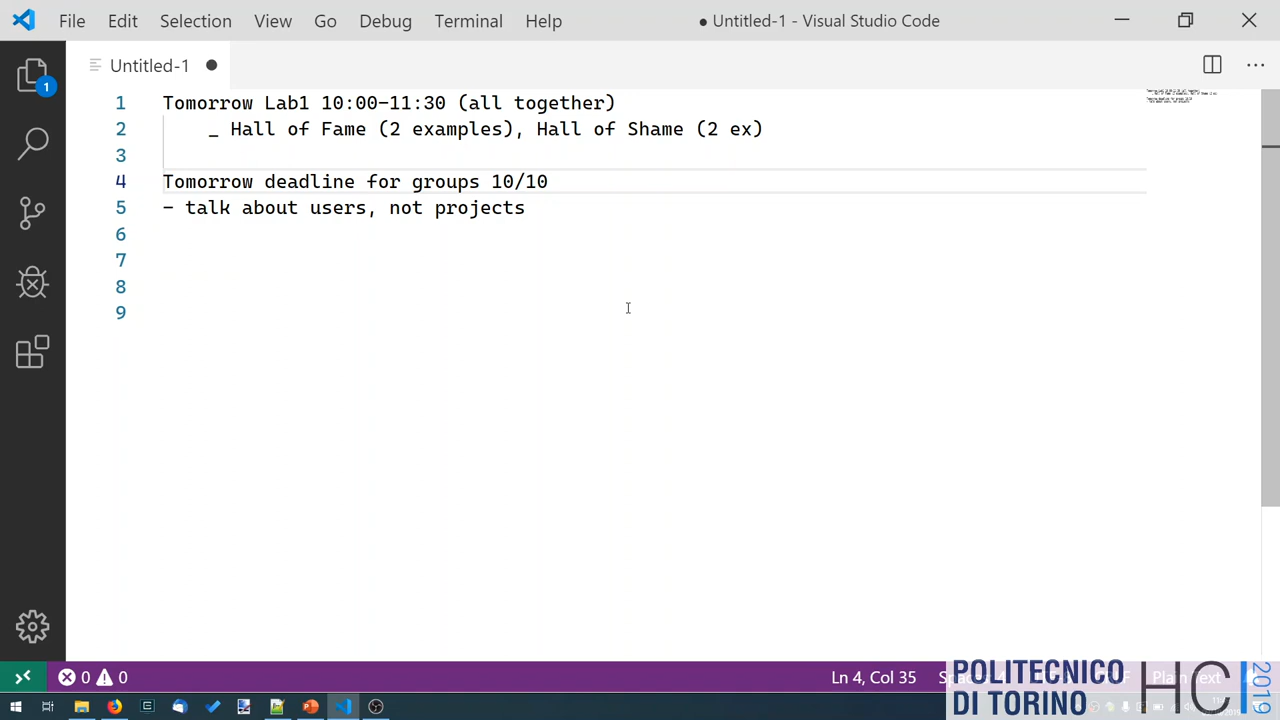 File Edit Selection View Go Debug Terminal Help ● Untitled-1 - Visual Studio Code
Untitled-1 ●
1 Tomorrow Lab1 10:00-11:30 (all together)
2 _ Hall of Fame (2 examples), Hall of Shame (2 ex)
3
4 Tomorrow deadline for groups 10/10
5 - talk about users, not projects
6
7
8
9
1
0 0 Ln 4, Col 35
POLITECNICO
DI TORINO
HCI
2019